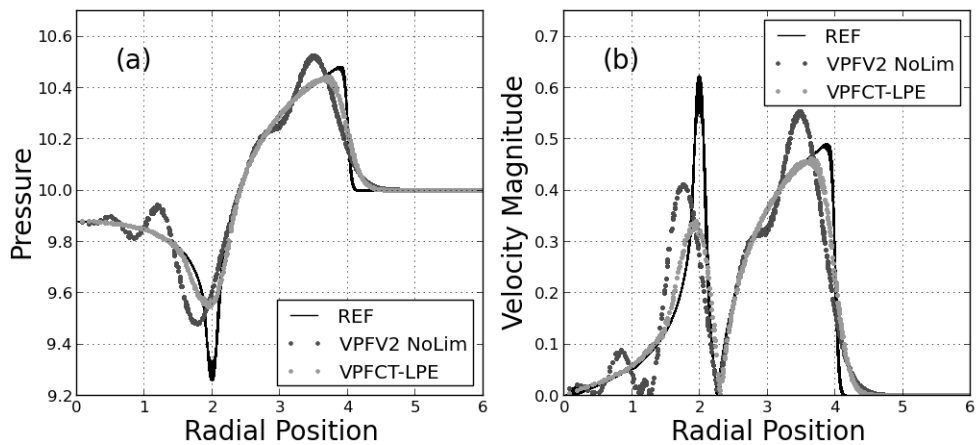 (a)
Pressure
10.6
10.4
10.2
10.0
9.8
9.6
9.4
9.2
REF
VPFV2 NoLim
VPFCT-LPE
0 1 2 3 4 5 6
Radial Position
(b)
Velocity Magnitude
0.7
0.6
0.5
0.4
0.3
0.2
0.1
0.0
REF
VPFV2 NoLim
VPFCT-LPE
0 1 2 3 4 5 6
Radial Position